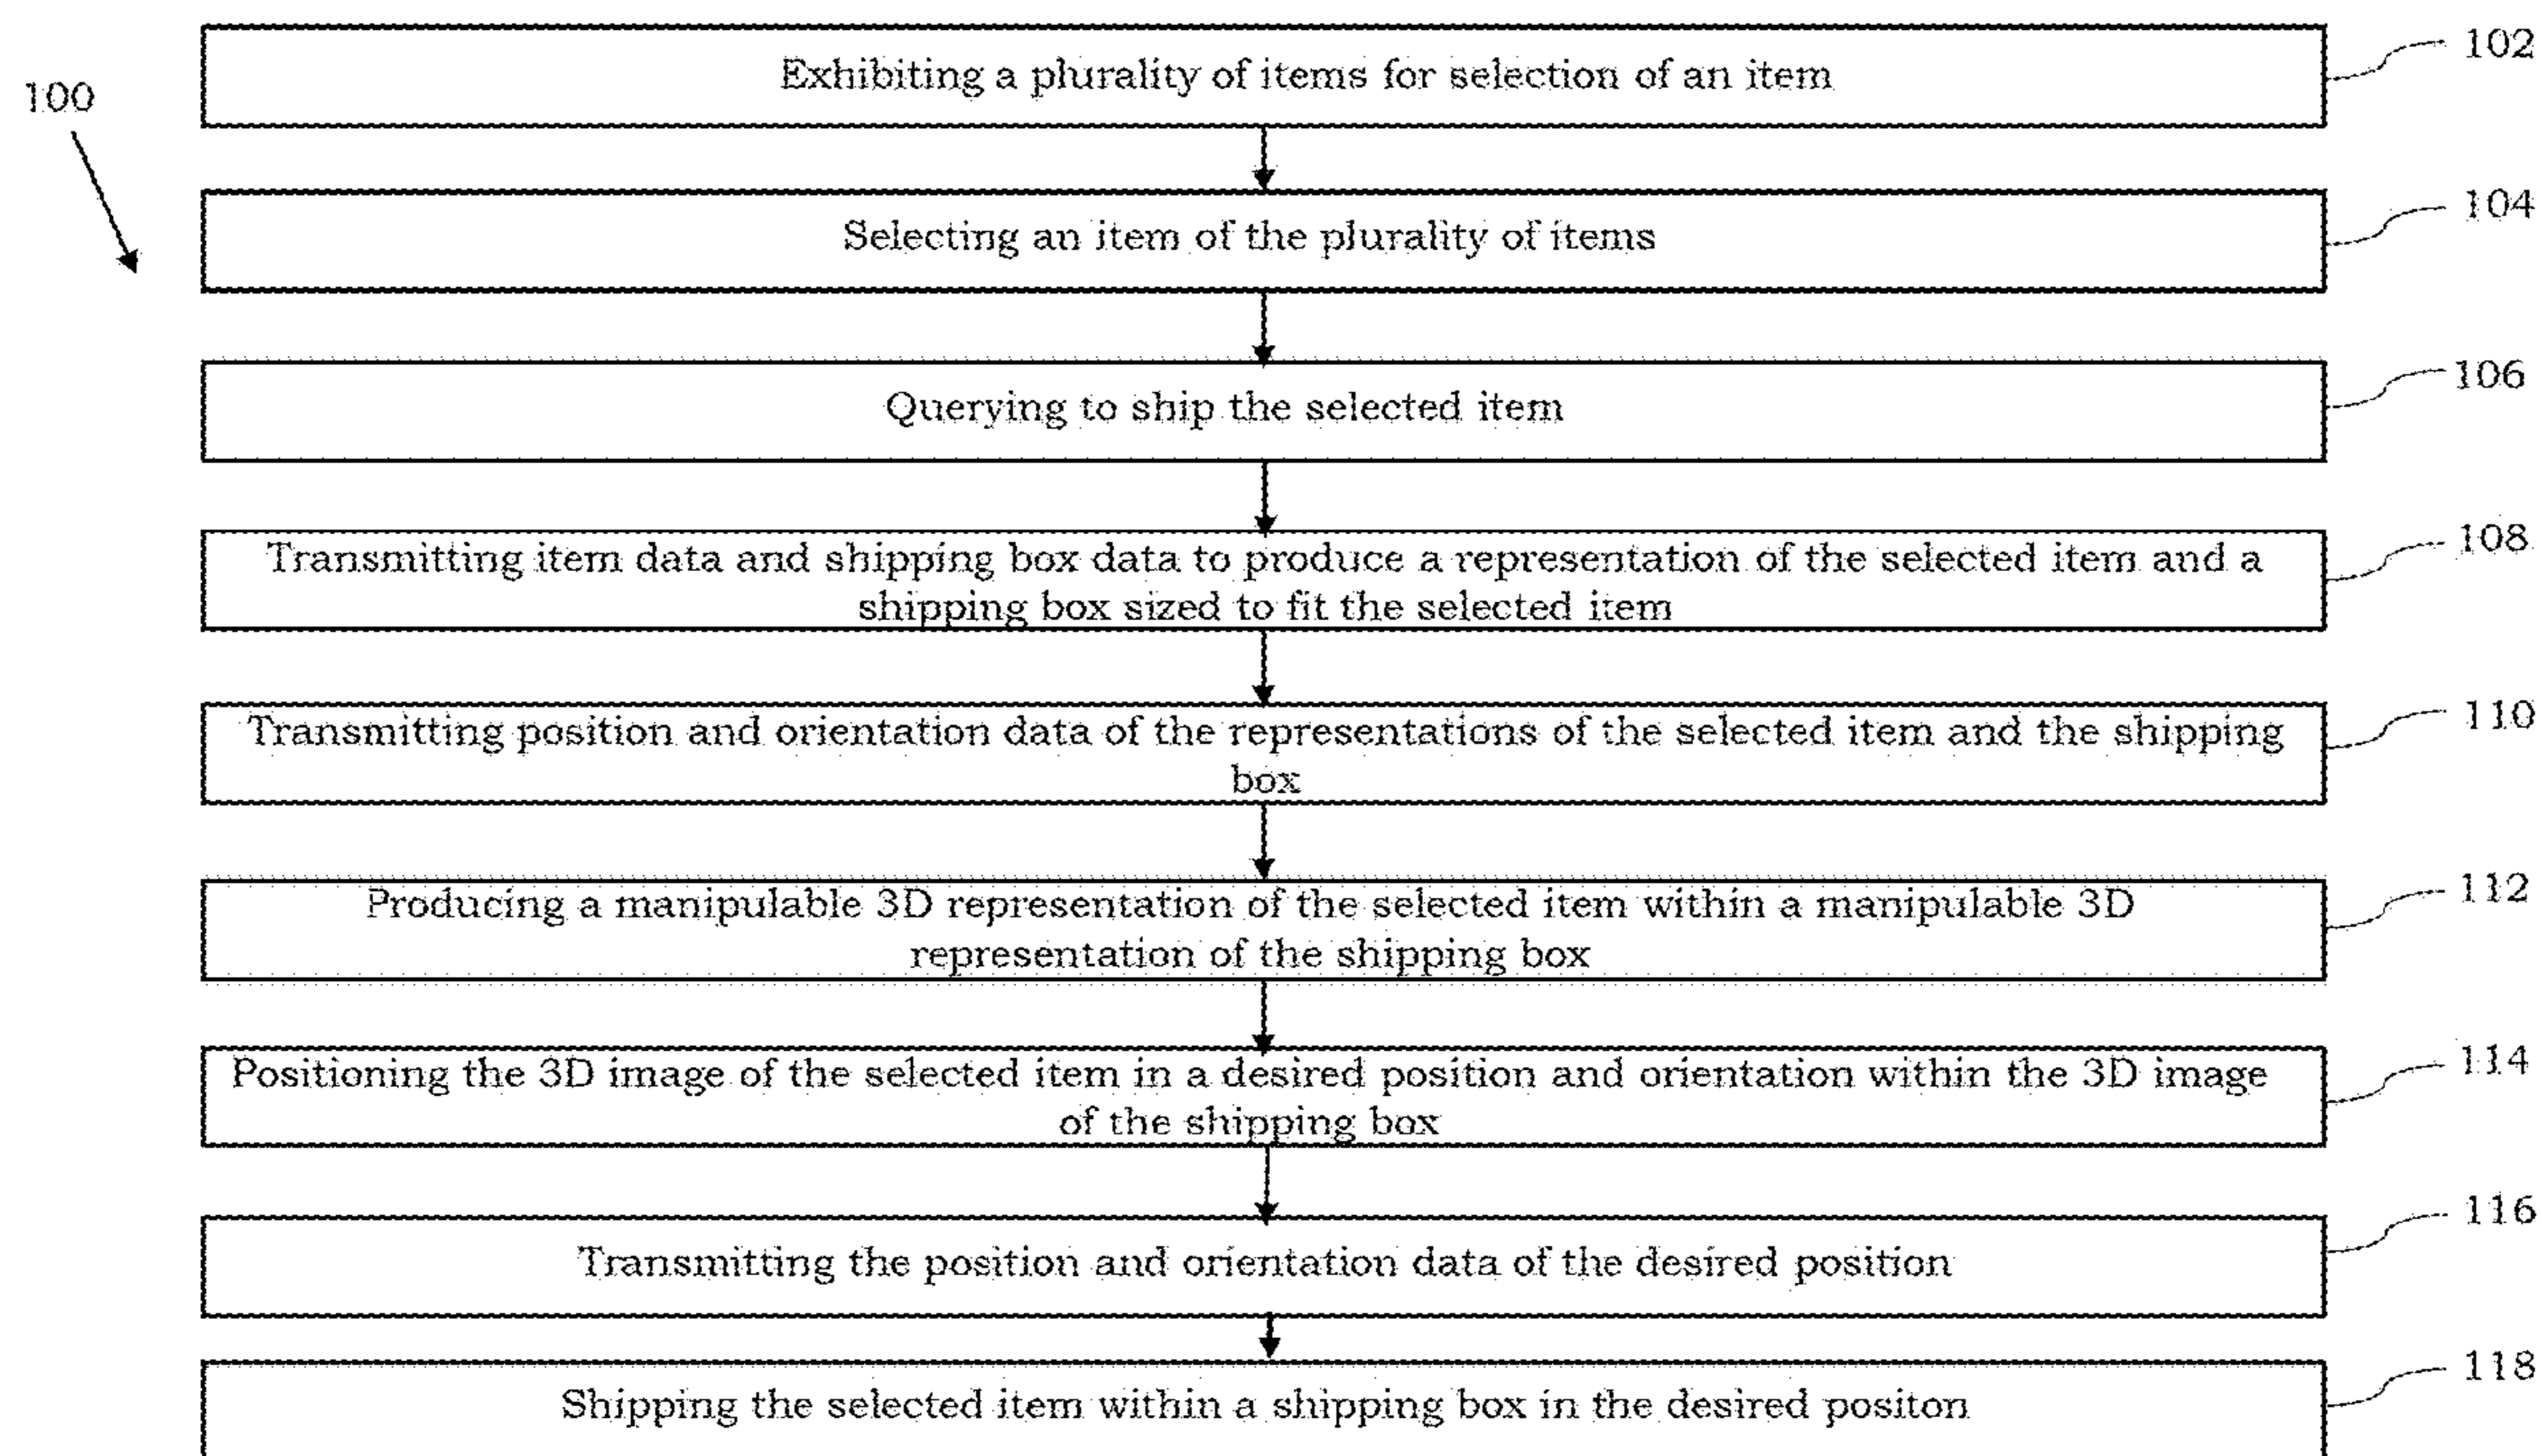 102
Exhibiting a plurality of items for selection of an item
100
104
Selecting an item of the plurality of items
106
Querying to ship the selected item
108
Transmitting item data and shipping box data to produce a representation of the selected item and a
shipping box sized to fit the selected item
110
Transmitting position and orientation data of the representations of the selected item and the shipping
box
112
Producing a manipulable 3D representation of the selected item within a manipulable 3D
representation of the shipping box
114
Positioning the 3D image of the selected item in a desired position and orientation within the 3D image
of the shipping box
116
Transmitting the position and orientation data of the desired position
118
Shipping the selected item within a shipping box in the desired positon